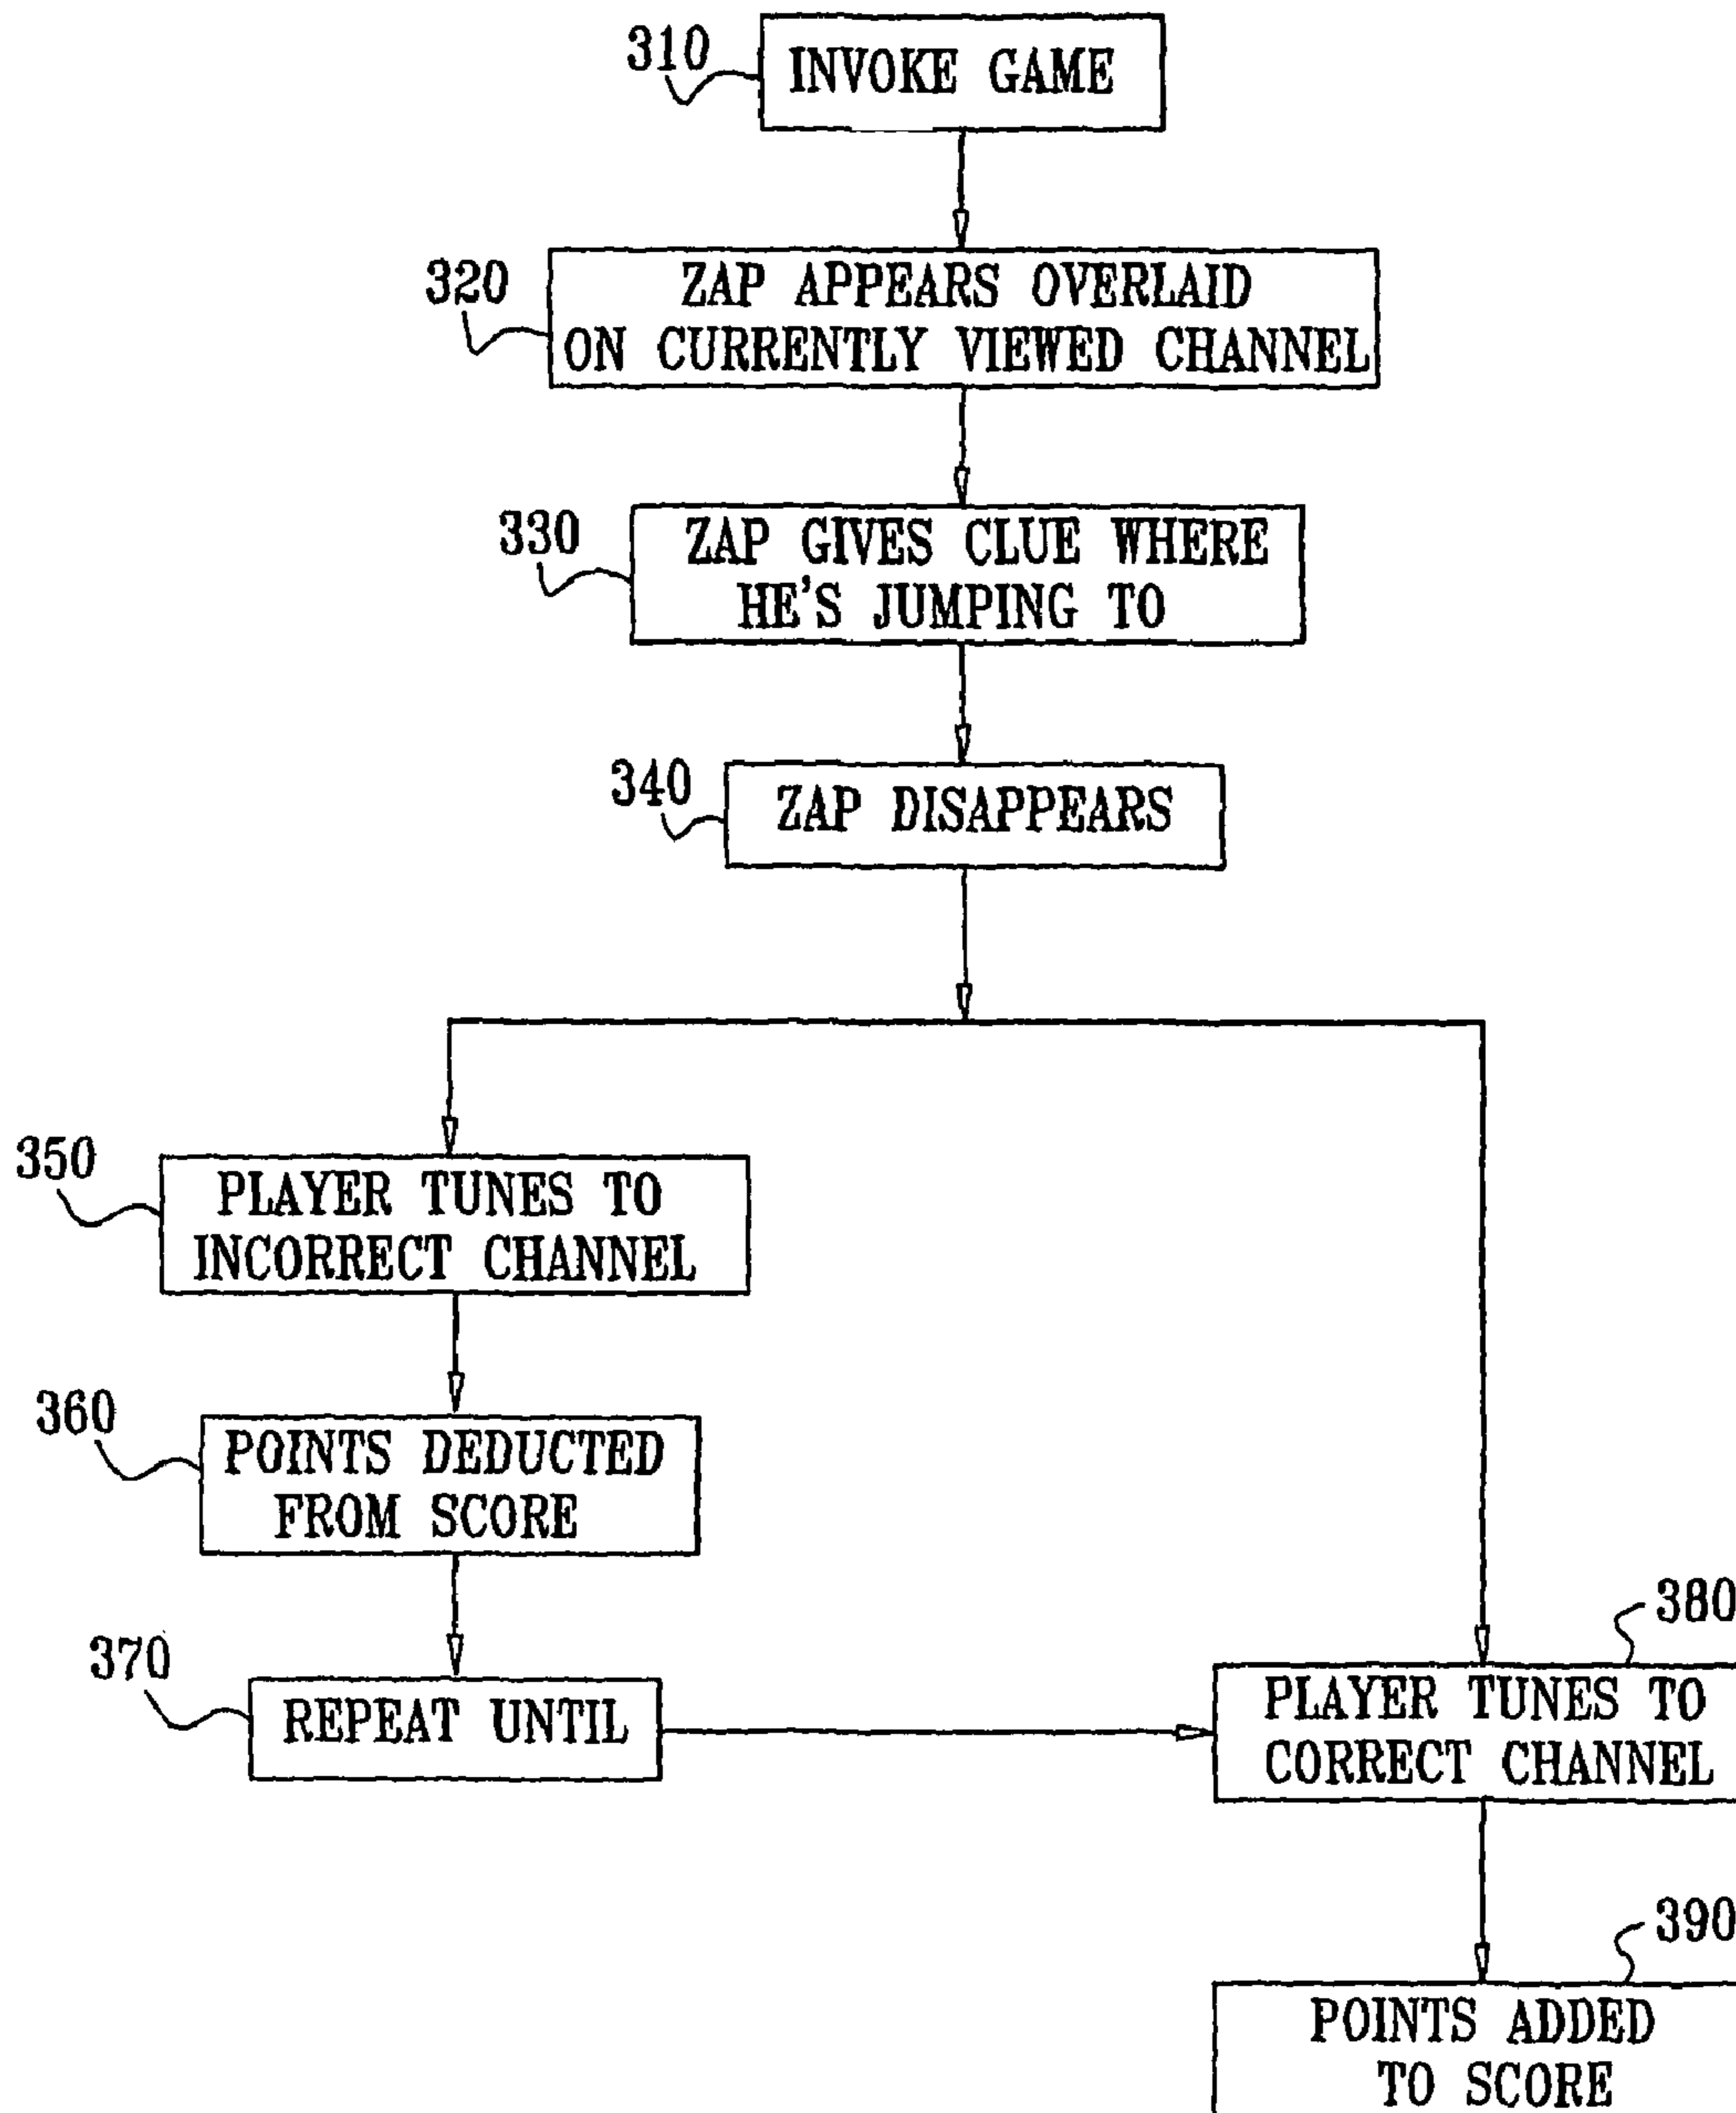 310
INVOKE GAME
320
ZAP APPEARS OVERLAID
ON CURRENTLY VIEWED CHANNEL
330
ZAP GIVES CLUE WHERE
HE'S JUMPING TO
340
ZAP DISAPPEARS
350
PLAYER TUNES TO
INCORRECT CHANNEL
360
POINTS DEDUCTED
FROM SCORE
370
REPEAT UNTIL
380
PLAYER TUNES TO
CORRECT CHANNEL
390
POINTS ADDED
TO SCORE